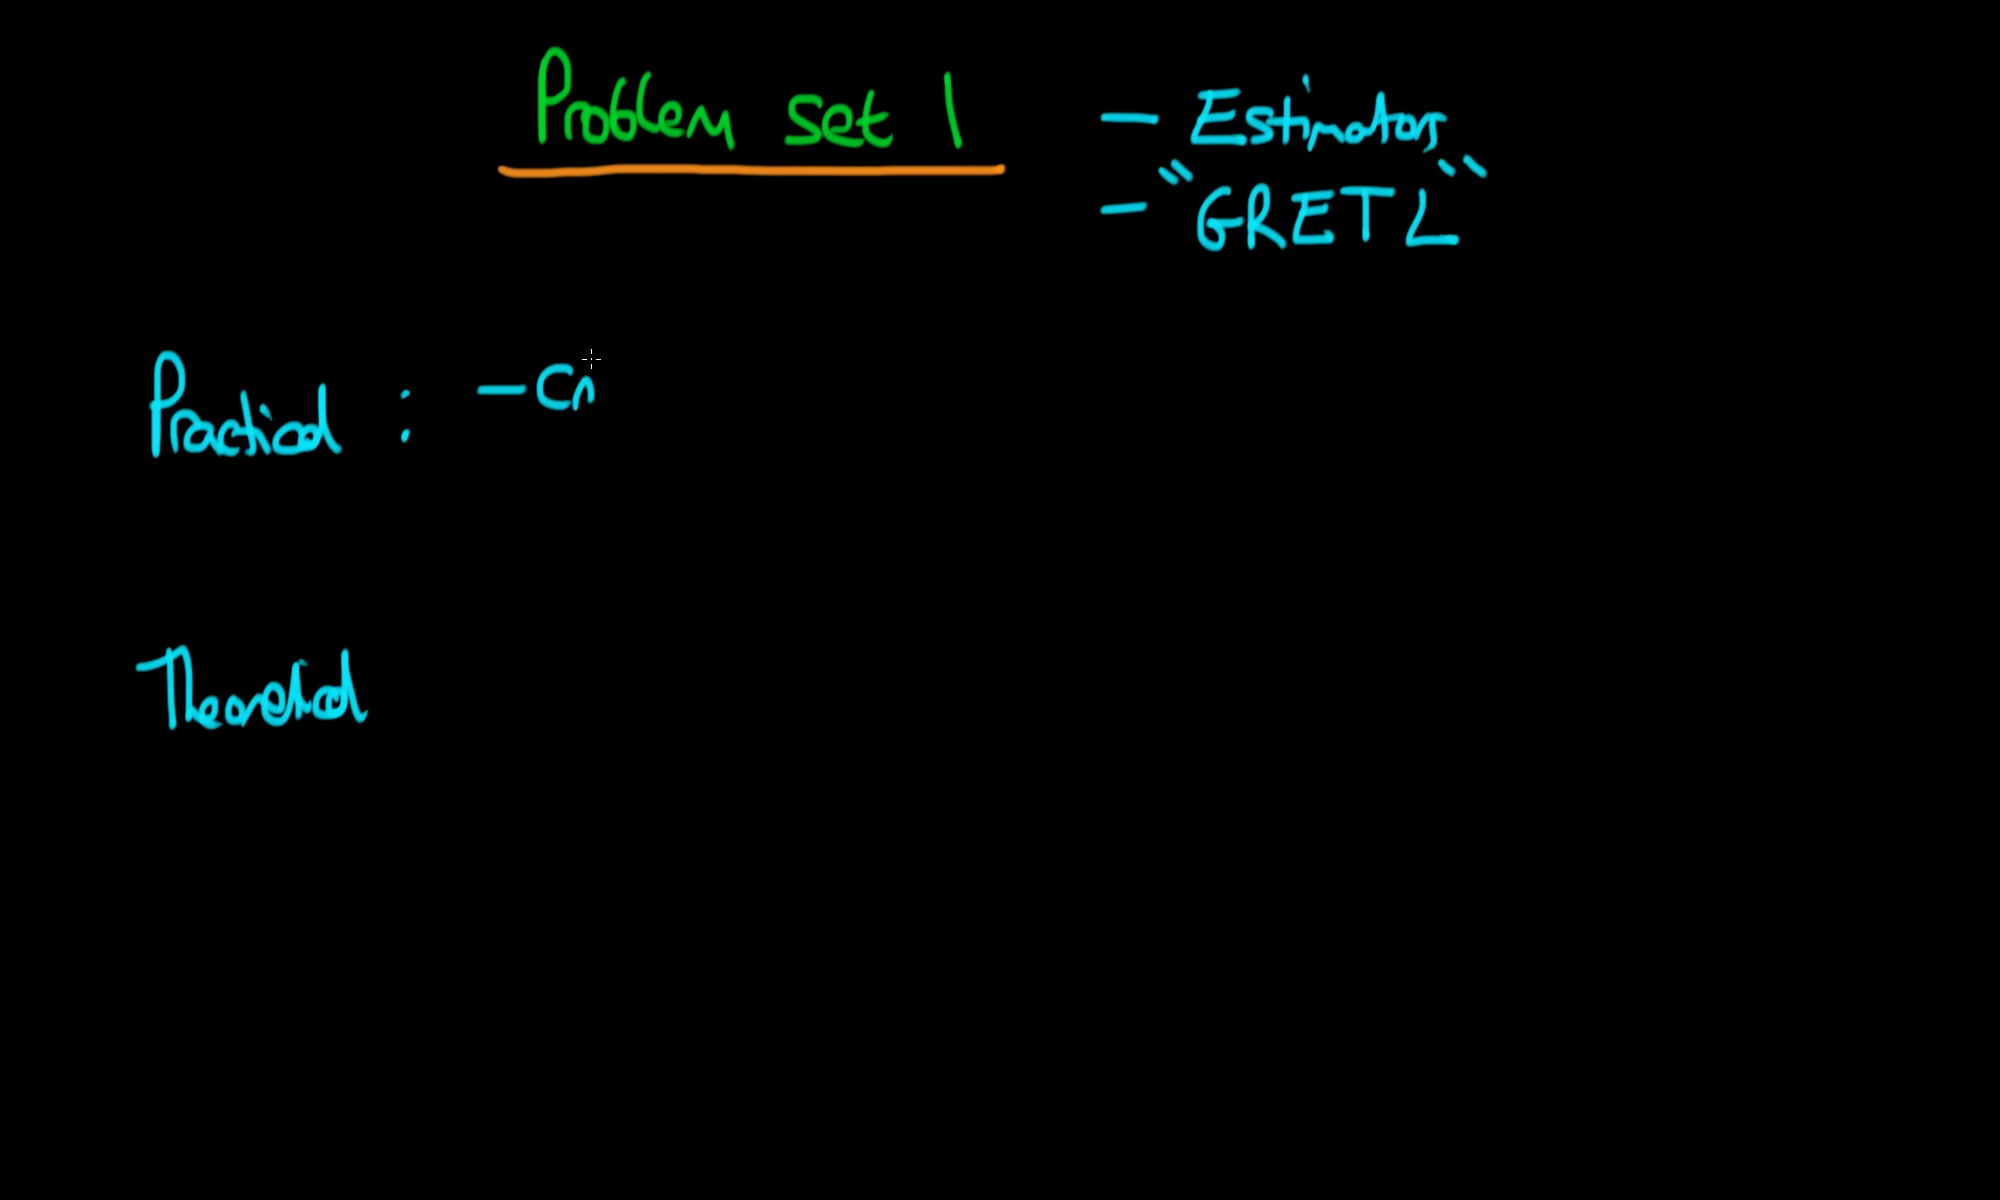 Problem set 1
- Estimators
- "GRETL"
Practical : - Cr
Theoretical